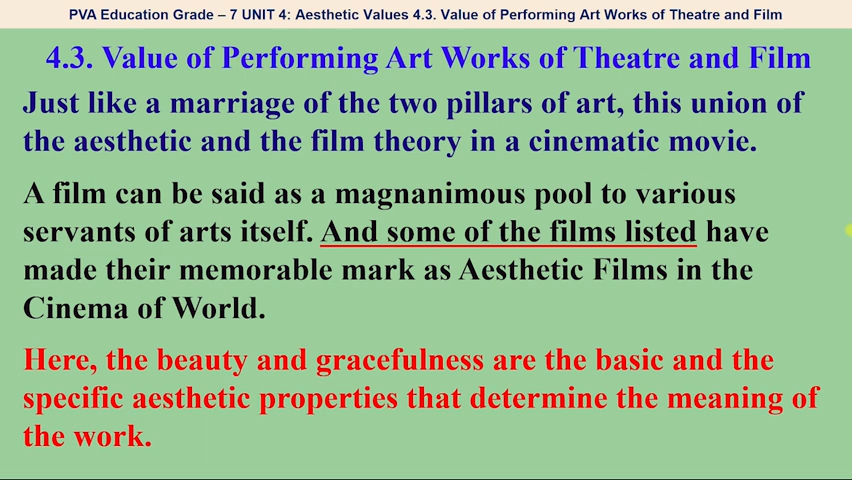 PVA Education Grade – 7 UNIT 4: Aesthetic Values 4.3. Value of Performing Art Works of Theatre and Film
4.3. Value of Performing Art Works of Theatre and Film
Just like a marriage of the two pillars of art, this union of
the aesthetic and the film theory in a cinematic movie.
A film can be said as a magnanimous pool to various
servants of arts itself. And some of the films listed have
made their memorable mark as Aesthetic Films in the
Cinema of World.
Here, the beauty and gracefulness are the basic and the
specific aesthetic properties that determine the meaning of
the work.